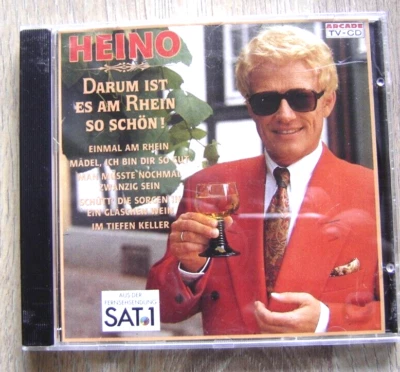 HEINO
ARCADE
TV-CD
DARUM IST
ES AM RHEIN
SO SCHÖN!
EINMAL AM RHEIN
MÄDEL, ICH BIN DIR SO GUT
MAN MÜSSTE NOCHMAL
ZWANZIG SEIN
SCHÜTT' DIE SORGEN IN
EIN GLÄSCHEN WEIN
IM TIEFEN KELLER
AUS DER
FERNSEHSENDUNG
SAT.1